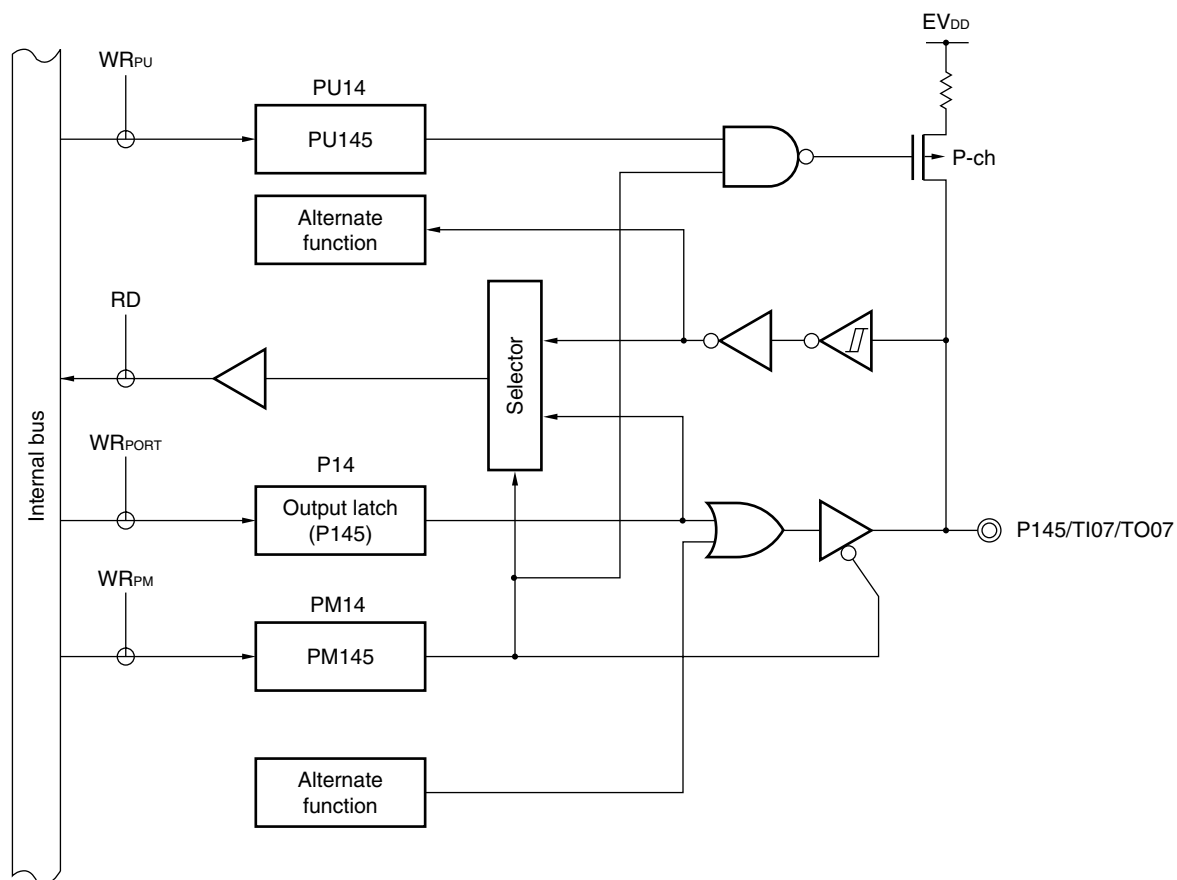 EVDD
WRPU
PU14
PU145
P-ch
Alternate
function
RD
Selector
Internal bus
WRPORT
P14
Output latch
(P145)
P145/TI07/TO07
WRPM
PM14
PM145
Alternate
function